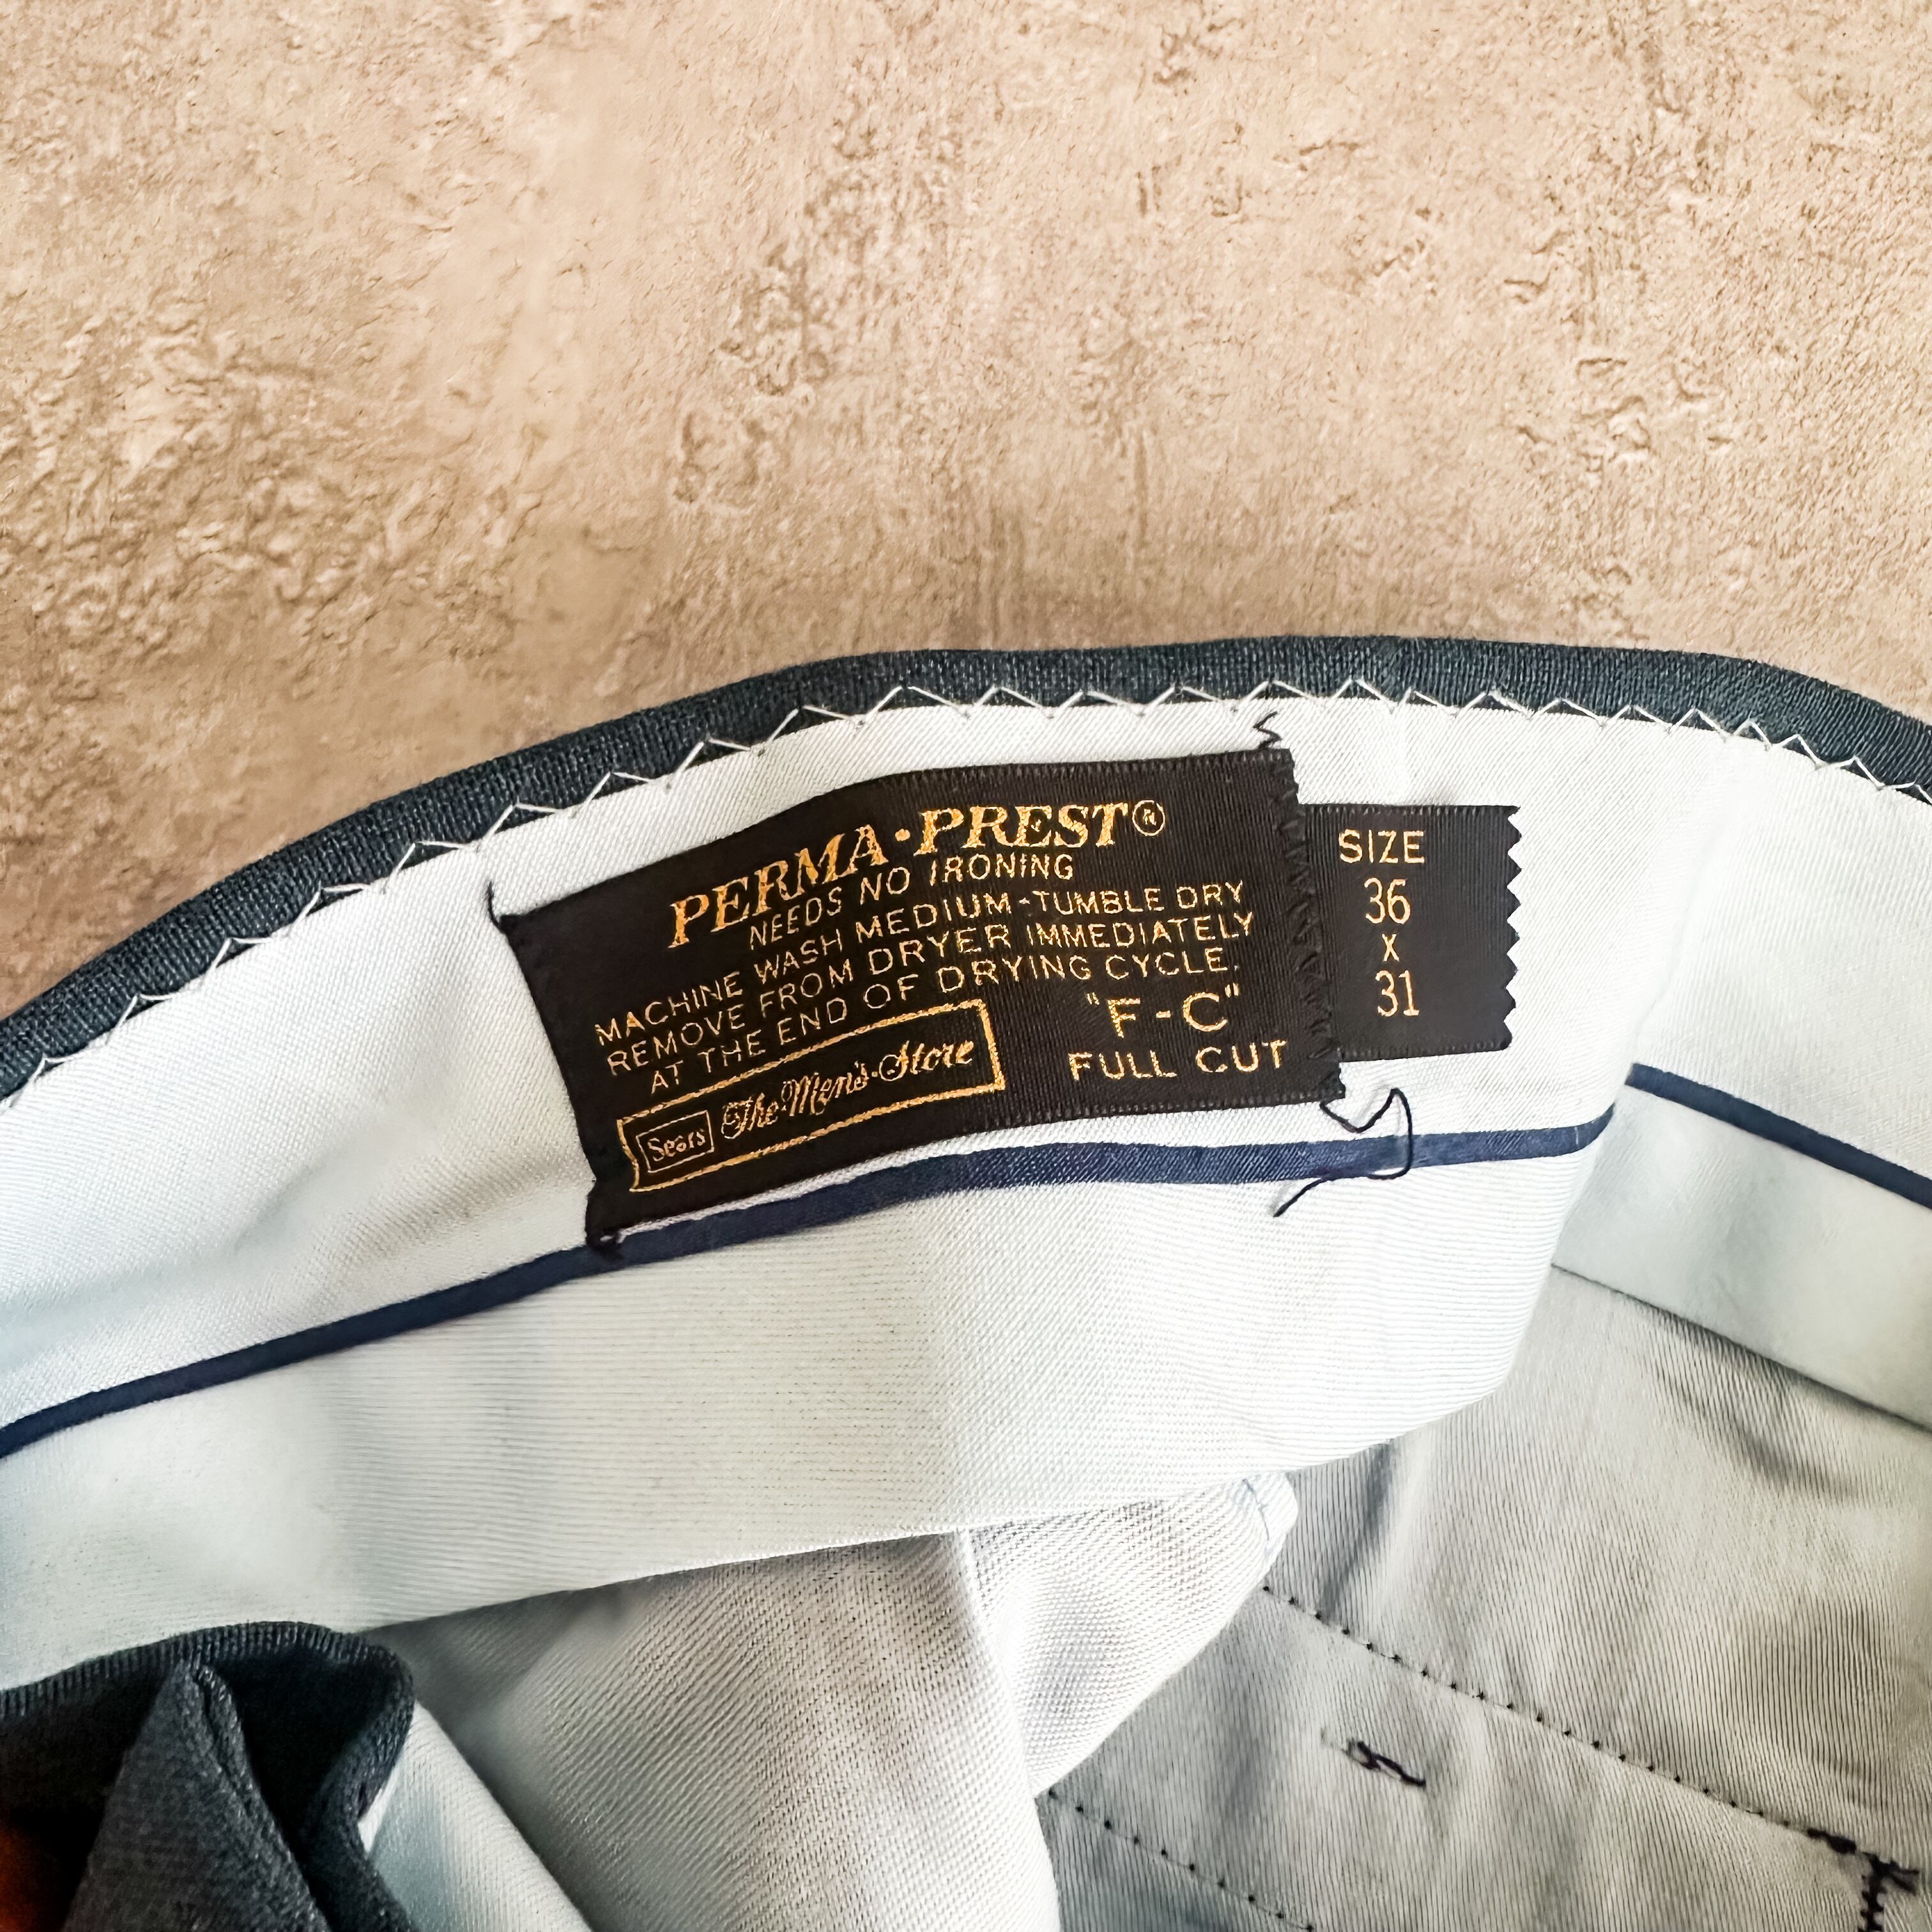 PERMA·PREST®
NEEDS NO IRONING
MACHINE WASH MEDIUM-TUMBLE DRY
REMOVE FROM DRYER IMMEDIATELY
AT THE END OF DRYING CYCLE.
Sears The Men's·Store
"F-C"
FULL CUT
SIZE
36
x
31